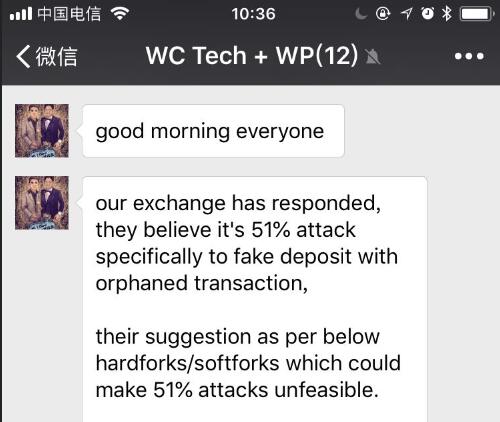 中国电信 10:36
微信 WC Tech + WP(12)
good morning everyone
our exchange has responded,
they believe it's 51% attack
specifically to fake deposit with
orphaned transaction,
their suggestion as per below
hardforks/softforks which could
make 51% attacks unfeasible.